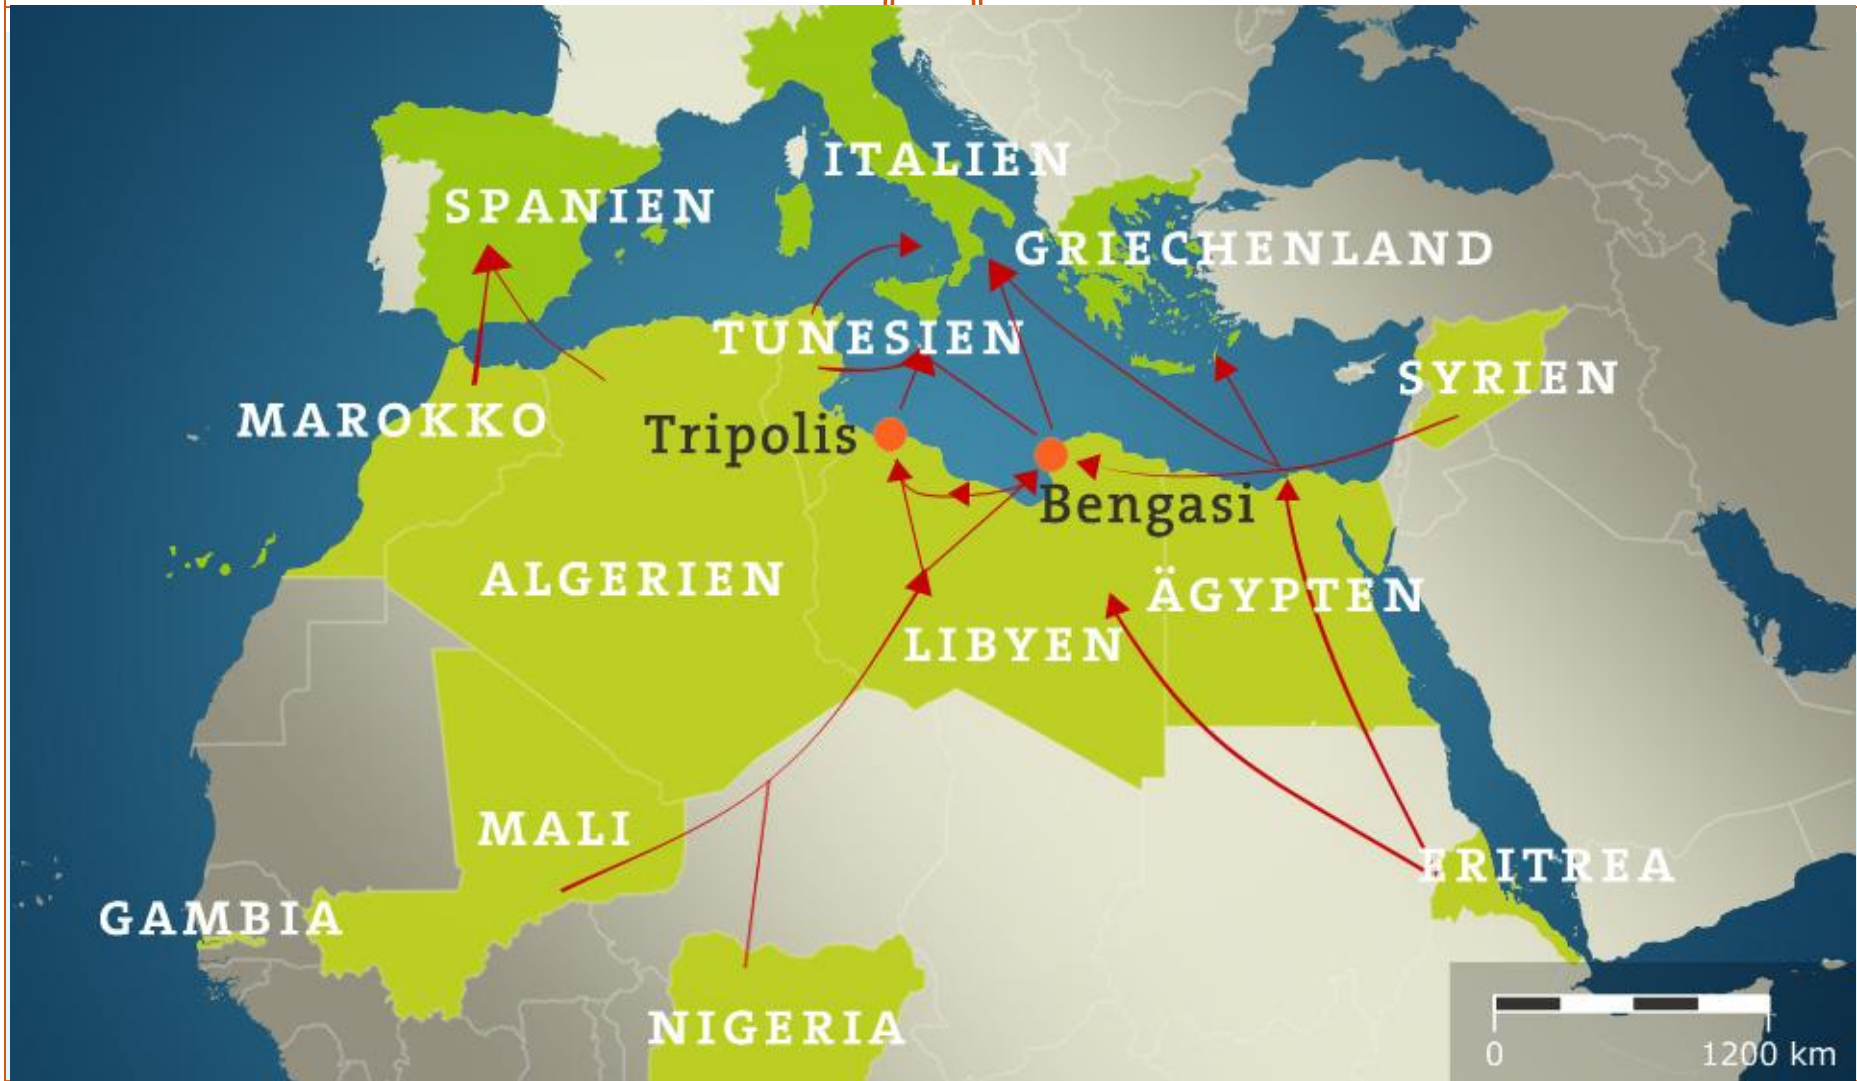 ITALIEN
SPANIEN
GRIECHENLAND
TUNESIEN
SYRIEN
MAROKKO
Tripolis
Bengasi
ALGERIEN
ÄGYPTEN
LIBYEN
MALI
ERITREA
GAMBIA
NIGERIA
0 1200 km